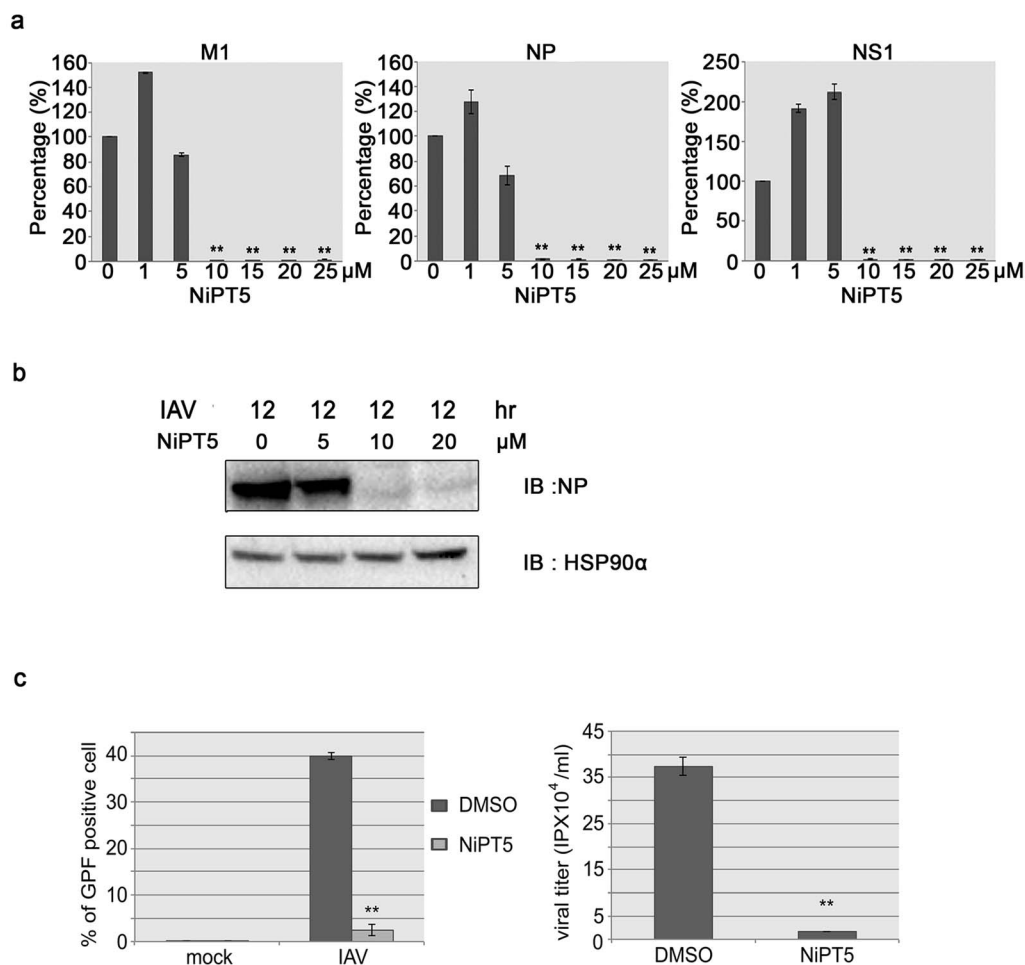 a
M1
Percentage (%)
160
140
120
100
80
60
40
20
0
** ** ** **
0 1 5 10 15 20 25 µM
NiPT5
NP
Percentage (%)
160
140
120
100
80
60
40
20
0
** ** ** **
0 1 5 10 15 20 25 µM
NiPT5
NS1
Percentage (%)
250
200
150
100
50
0
** ** ** **
0 1 5 10 15 20 25 µM
NiPT5
b
IAV 12 12 12 12 hr
NiPT5 0 5 10 20 µM
IB :NP
IB : HSP90α
c
% of GPF positive cell
40
30
20
10
0
**
mock IAV
DMSO
NiPT5
viral titer (IPX10⁴/ml)
45
35
25
15
5
0
**
DMSO NiPT5